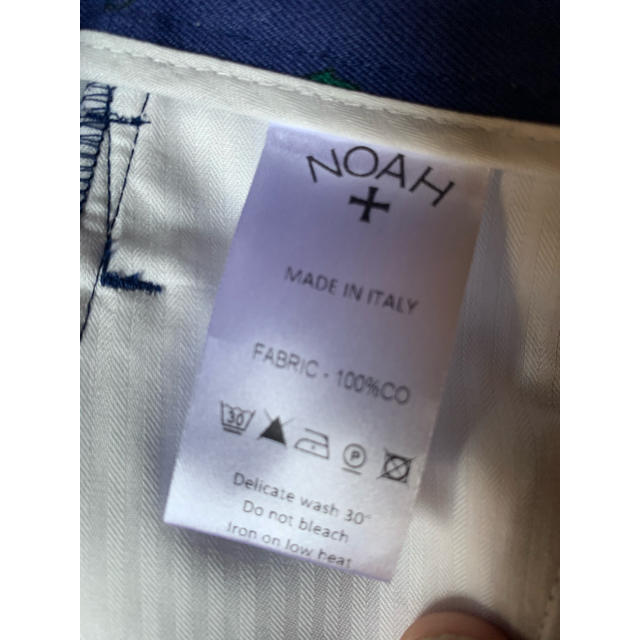 NOAH
MADE IN ITALY
FABRIC - 100%CO
30 P
Delicate wash 30°
Do not bleach
Iron on low heat